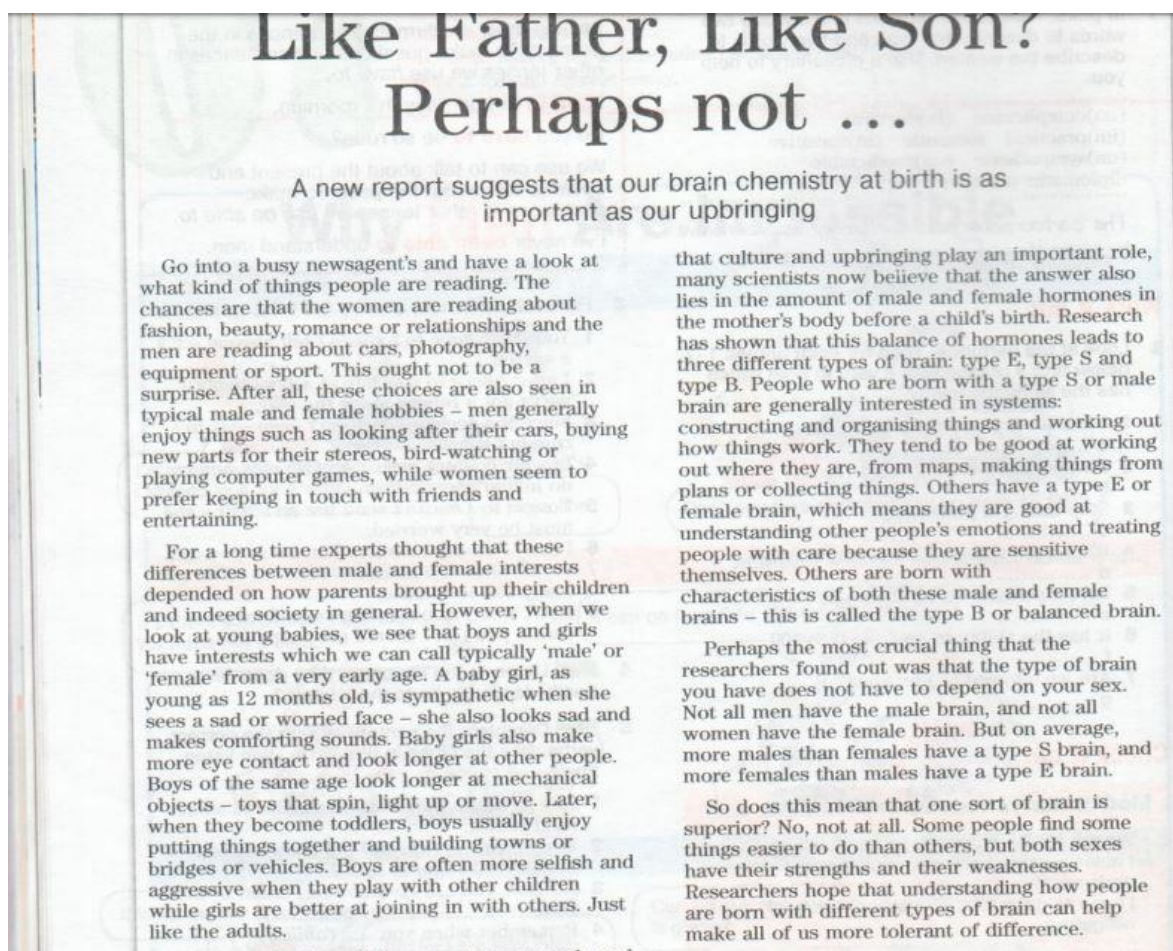 Like Father, Like Son?
Perhaps not ....
A new report suggests that our brain chemistry at birth is as
important as our upbringing
Go into a busy newsagent's and have a look at
what kind of things people are reading. The
chances are that the women are reading about
fashion, beauty, romance or relationships and the
men are reading about cars, photography,
equipment or sport. This ought not to be a
surprise. After all, these choices are also seen in
typical male and female hobbies – men generally
enjoy things such as looking after their cars, buying
new parts for their stereos, bird-watching or
playing computer games, while women seem to
prefer keeping in touch with friends and
entertaining.
For a long time experts thought that these
differences between male and female interests
depended on how parents brought up their children
and indeed society in general. However, when we
look at young babies, we see that boys and girls
have interests which we can call typically 'male' or
'female' from a very early age. A baby girl, as
young as 12 months old, is sympathetic when she
sees a sad or worried face – she also looks sad and
makes comforting sounds. Baby girls also make
more eye contact and look longer at other people.
Boys of the same age look longer at mechanical
objects – toys that spin, light up or move. Later,
when they become toddlers, boys usually enjoy
putting things together and building towns or
bridges or vehicles. Boys are often more selfish and
aggressive when they play with other children
while girls are better at joining in with others. Just
like the adults.
that culture and upbringing play an important role,
many scientists now believe that the answer also
lies in the amount of male and female hormones in
the mother's body before a child's birth. Research
has shown that this balance of hormones leads to
three different types of brain: type E, type S and
type B. People who are born with a type S or male
brain are generally interested in systems:
constructing and organising things and working out
how things work. They tend to be good at working
out where they are, from maps, making things from
plans or collecting things. Others have a type E or
female brain, which means they are good at
understanding other people's emotions and treating
people with care because they are sensitive
themselves. Others are born with
characteristics of both these male and female
brains – this is called the type B or balanced brain.
Perhaps the most crucial thing that the
researchers found out was that the type of brain
you have does not have to depend on your sex.
Not all men have the male brain, and not all
women have the female brain. But on average,
more males than females have a type S brain, and
more females than males have a type E brain.
So does this mean that one sort of brain is
superior? No, not at all. Some people find some
things easier to do than others, but both sexes
have their strengths and their weaknesses.
Researchers hope that understanding how people
are born with different types of brain can help
make all of us more tolerant of difference.